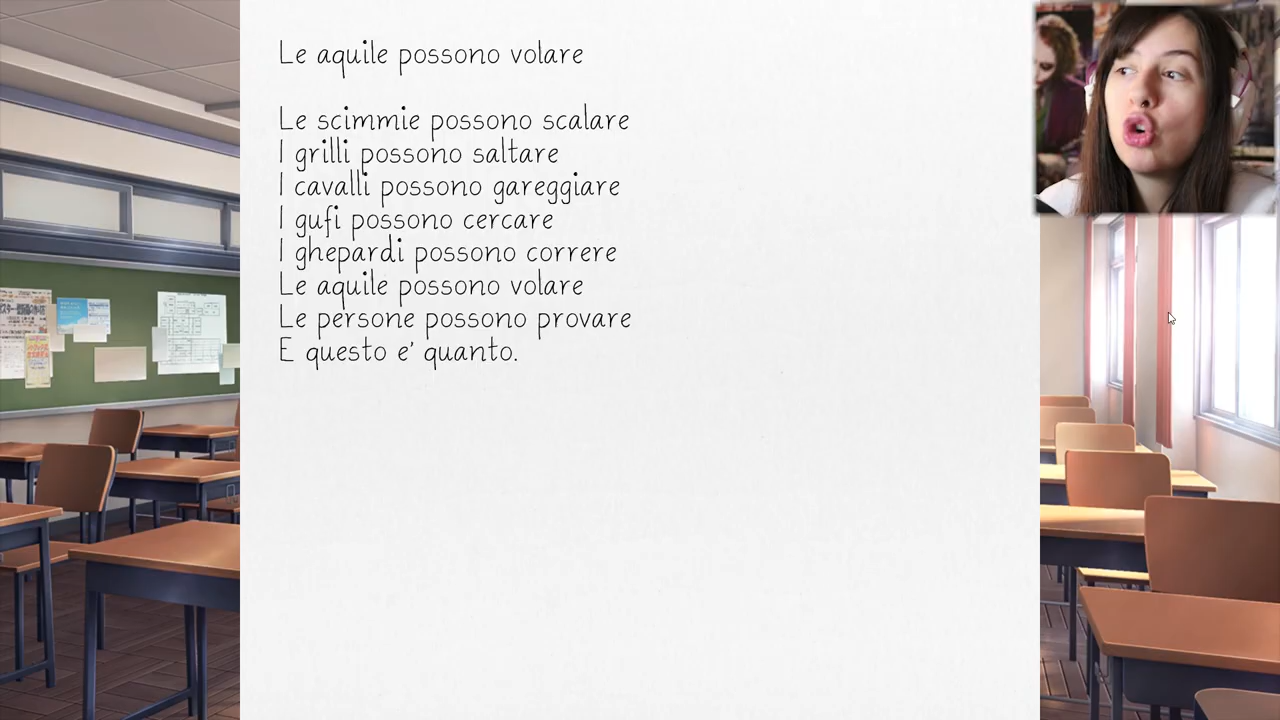 Le aquile possono volare
Le scimmie possono scalare
I grilli possono saltare
I cavalli possono gareggiare
I gufi possono cercare
I ghepardi possono correre
Le aquile possono volare
Le persone possono provare
E questo e' quanto.